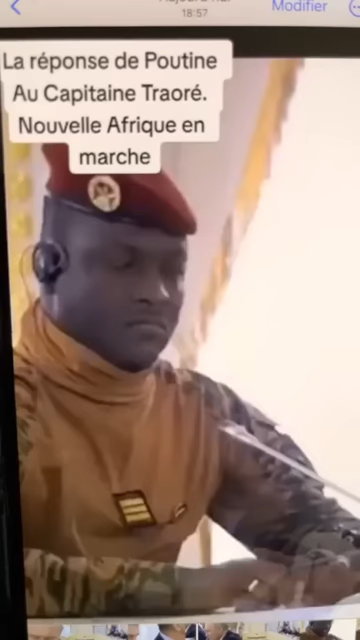 18:57
Modifier
La réponse de Poutine
Au Capitaine Traoré.
Nouvelle Afrique en
marche